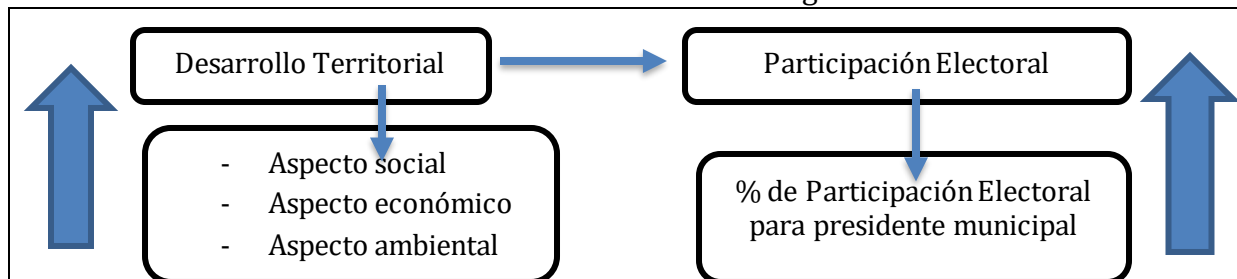 Desarrollo Territorial
Participación Electoral
- Aspecto social
- Aspecto económico
- Aspecto ambiental
% de Participación Electoral
para presidente municipal